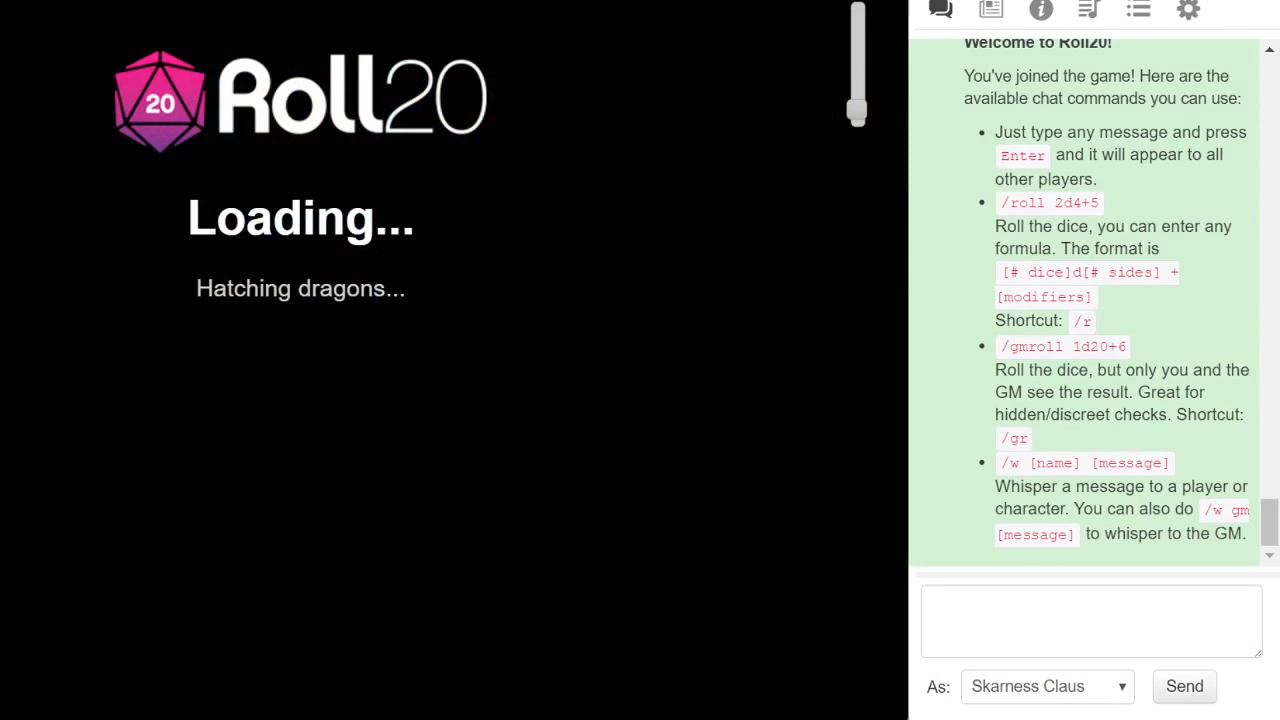 20 Roll20
Loading...
Hatching dragons...
Welcome to Roll20!
You've joined the game! Here are the
available chat commands you can use:
• Just type any message and press
Enter and it will appear to all
other players.
• /roll 2d4+5
Roll the dice, you can enter any
formula. The format is
[# dice]d[# sides] +
[modifiers]
Shortcut: /r
• /gmroll 1d20+6
Roll the dice, but only you and the
GM see the result. Great for
hidden/discreet checks. Shortcut:
/gr
• /w [name] [message]
Whisper a message to a player or
character. You can also do /w gm
[message] to whisper to the GM.
As: Skarness Claus Send